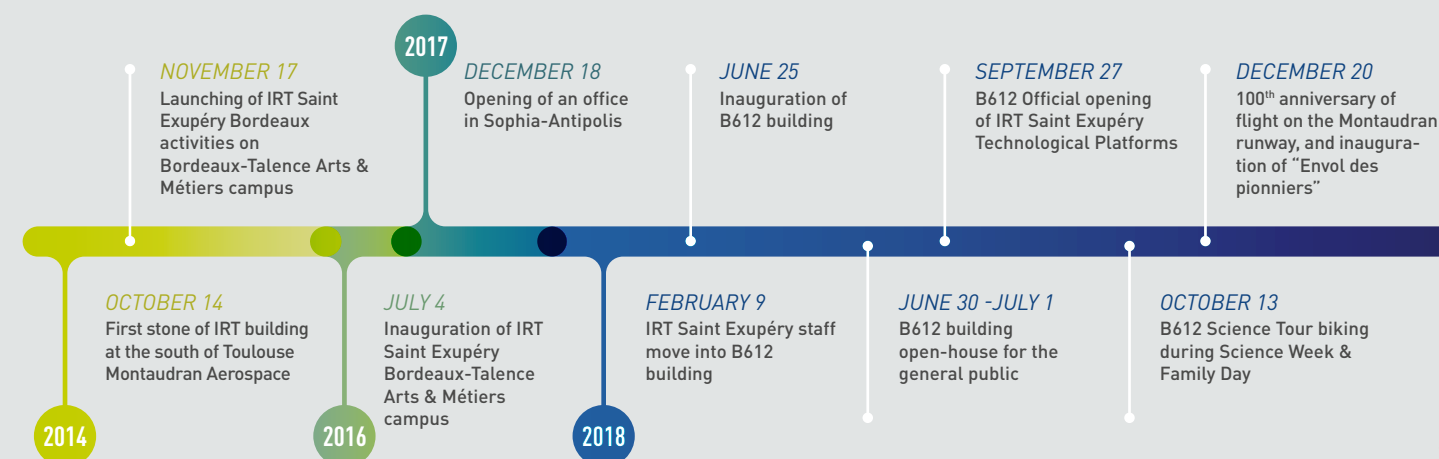 2017
NOVEMBER 17
Launching of IRT Saint
Exupéry Bordeaux
activities on
Bordeaux-Talence Arts &
Métiers campus
DECEMBER 18
Opening of an office
in Sophia-Antipolis
JUNE 25
Inauguration of
B612 building
SEPTEMBER 27
B612 Official opening
of IRT Saint Exupéry
Technological Platforms
DECEMBER 20
100th anniversary of
flight on the Montaudran
runway, and inaugura-
tion of “Envol des
pionniers”
OCTOBER 14
First stone of IRT building
at the south of Toulouse
Montaudran Aerospace
2014
JULY 4
Inauguration of IRT
Saint Exupéry
Bordeaux-Talence
Arts & Métiers
campus
2016
FEBRUARY 9
IRT Saint Exupéry staff
move into B612
building
2018
JUNE 30 -JULY 1
B612 building
open-house for the
general public
OCTOBER 13
B612 Science Tour biking
during Science Week &
Family Day